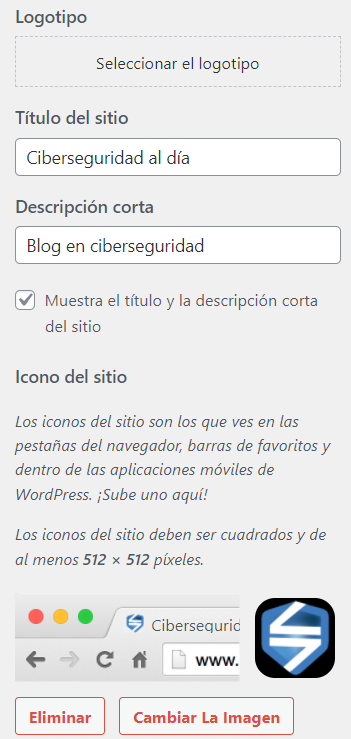 Logotipo
Seleccionar el logotipo
Título del sitio
Ciberseguridad al día
Descripción corta
Blog en ciberseguridad
Muestra el título y la descripción corta
del sitio
Icono del sitio
Los iconos del sitio son los que ves en las
pestañas del navegador, barras de favoritos y
dentro de las aplicaciones móviles de
WordPress. ¡Sube uno aquí!
Los iconos del sitio deben ser cuadrados y de
al menos 512 × 512 píxeles.
Cibersegurid
www.
Eliminar
Cambiar La Imagen